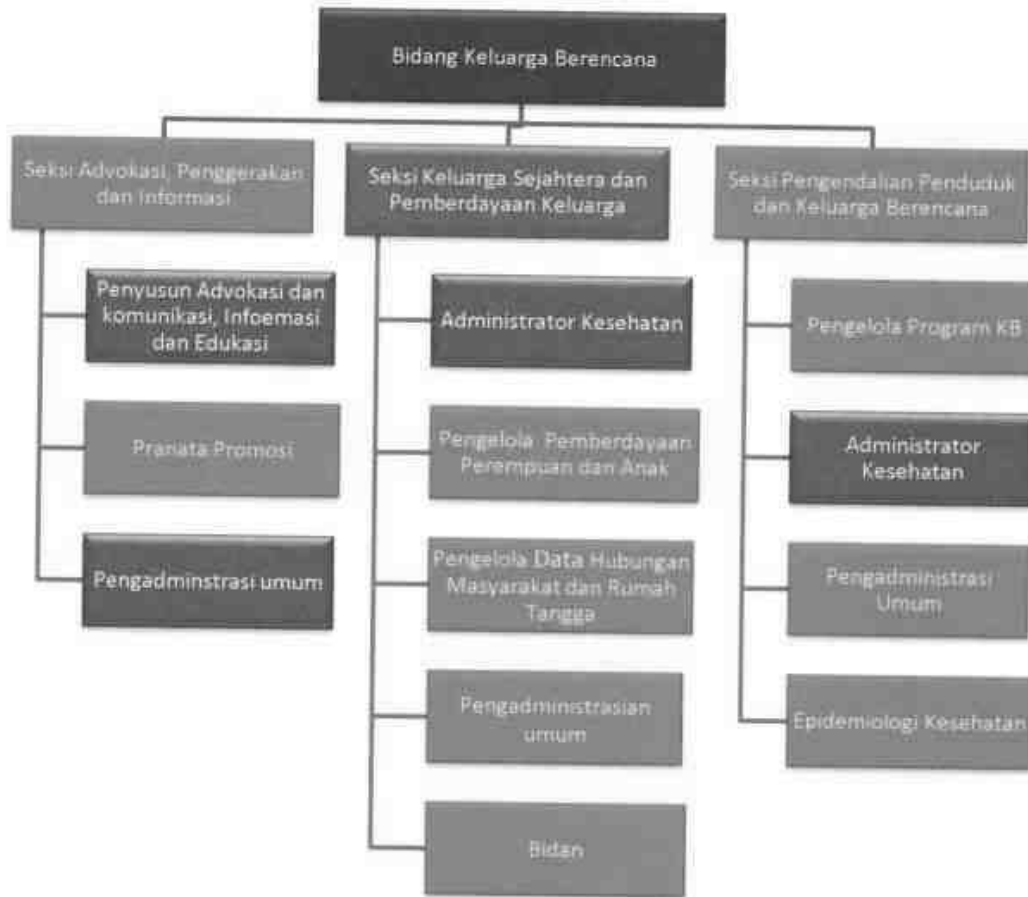 Bidang Keluarga Berencana
Seksi Advokasi, Penggerakan
dan Informasi
Penyusun Advokasi dan
komunikasi, Infoemasi
dan Edukasi
Pranata Promosi
Pengadminstrasi umum
Seksi Keluarga Sejahtera dan
Pemberdayaan Keluarga
Administrator Kesehatan
Pengelola Pemberdayaan
Perempuan dan Anak
Pengelola Data Hubungan
Masyarakat dan Rumah
Tangga
Pengadministrasian
umum
Bidan
Seksi Pengendalian Penduduk
dan Keluarga Berencana
Pengelola Program KB
Administrator
Kesehatan
Pengadministrasi
Umum
Epidemiologi Kesehatan